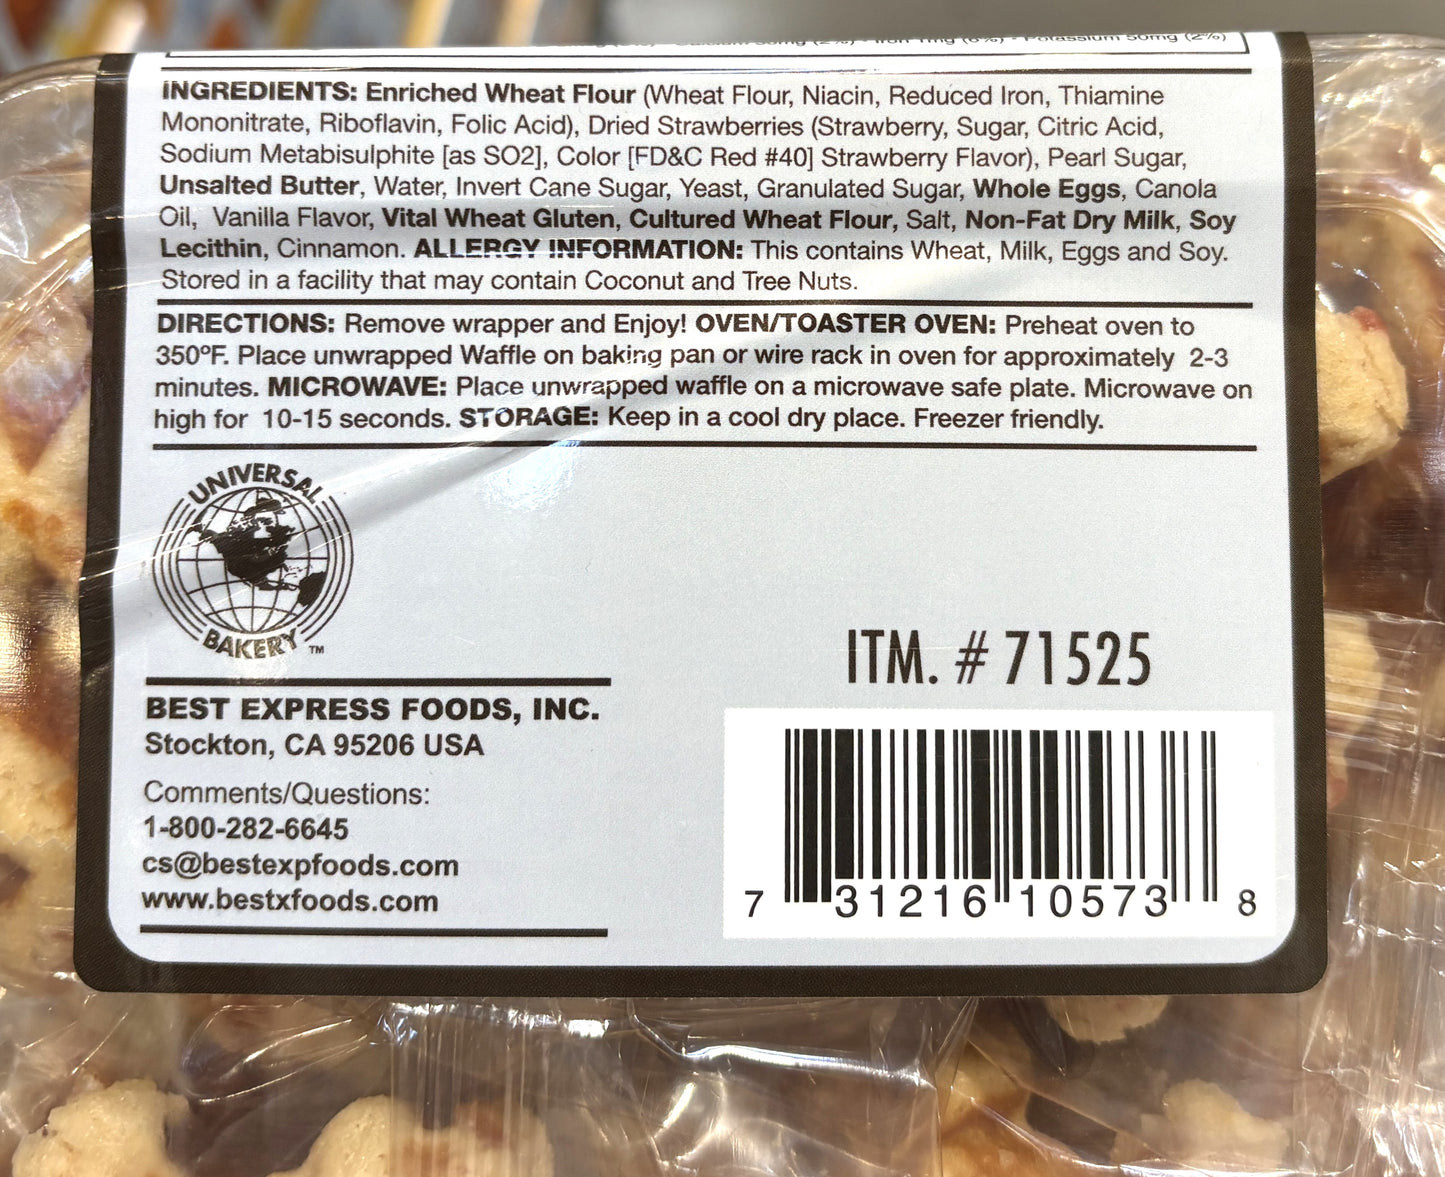 Iron 1mg (6%) • Potassium 50mg (2%)
INGREDIENTS: Enriched Wheat Flour (Wheat Flour, Niacin, Reduced Iron, Thiamine
Mononitrate, Riboflavin, Folic Acid), Dried Strawberries (Strawberry, Sugar, Citric Acid,
Sodium Metabisulphite [as SO2], Color [FD&C Red #40] Strawberry Flavor), Pearl Sugar,
Unsalted Butter, Water, Invert Cane Sugar, Yeast, Granulated Sugar, Whole Eggs, Canola
Oil, Vanilla Flavor, Vital Wheat Gluten, Cultured Wheat Flour, Salt, Non-Fat Dry Milk, Soy
Lecithin, Cinnamon. ALLERGY INFORMATION: This contains Wheat, Milk, Eggs and Soy.
Stored in a facility that may contain Coconut and Tree Nuts.
DIRECTIONS: Remove wrapper and Enjoy! OVEN/TOASTER OVEN: Preheat oven to
350ºF. Place unwrapped Waffle on baking pan or wire rack in oven for approximately 2-3
minutes. MICROWAVE: Place unwrapped waffle on a microwave safe plate. Microwave on
high for 10-15 seconds. STORAGE: Keep in a cool dry place. Freezer friendly.
UNIVERSAL
BAKERY ™
BEST EXPRESS FOODS, INC.
Stockton, CA 95206 USA
Comments/Questions:
1-800-282-6645
cs@bestexpfoods.com
www.bestxfoods.com
ITM. # 71525
7 31216 10573 8